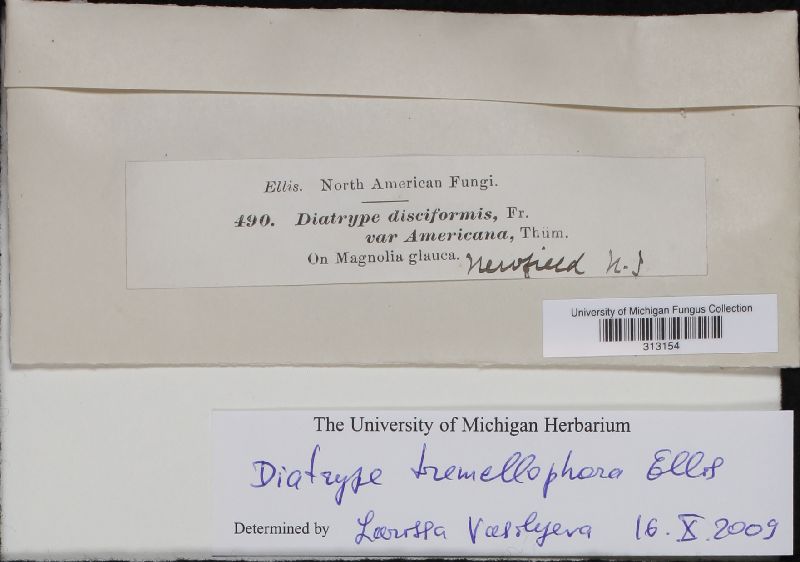 Ellis. North American Fungi.
490. Diatrype disciformis, Fr.
var Americana, Thüm.
On Magnolia glauca. Newfield N.J
University of Michigan Fungus Collection
313154
The University of Michigan Herbarium
Diatrype tremellophora Ellis
Determined by Larissa Vasilyeva 16.X.2009